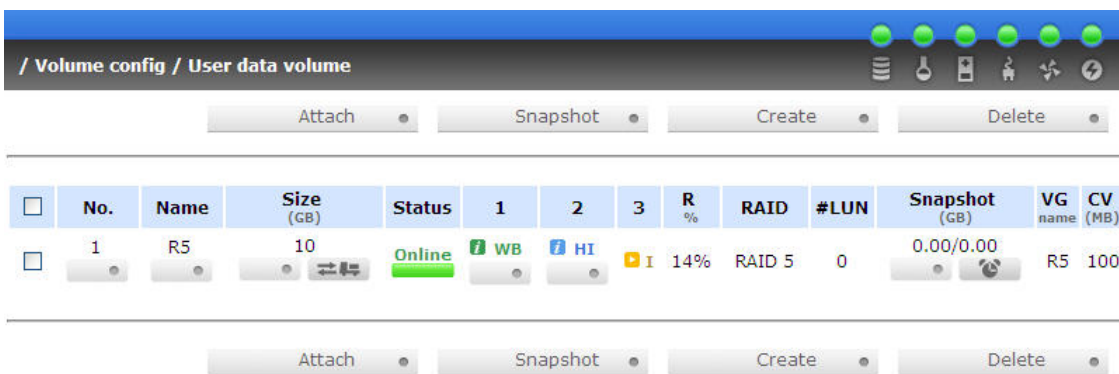 / Volume config / User data volume
Attach Snapshot Create Delete
No. Name Size (GB) Status 1 2 3 R % RAID #LUN Snapshot (GB) VG name CV (MB)
1 R5 10 Online WB HI I 14% RAID 5 0 0.00/0.00 R5 100
Attach Snapshot Create Delete